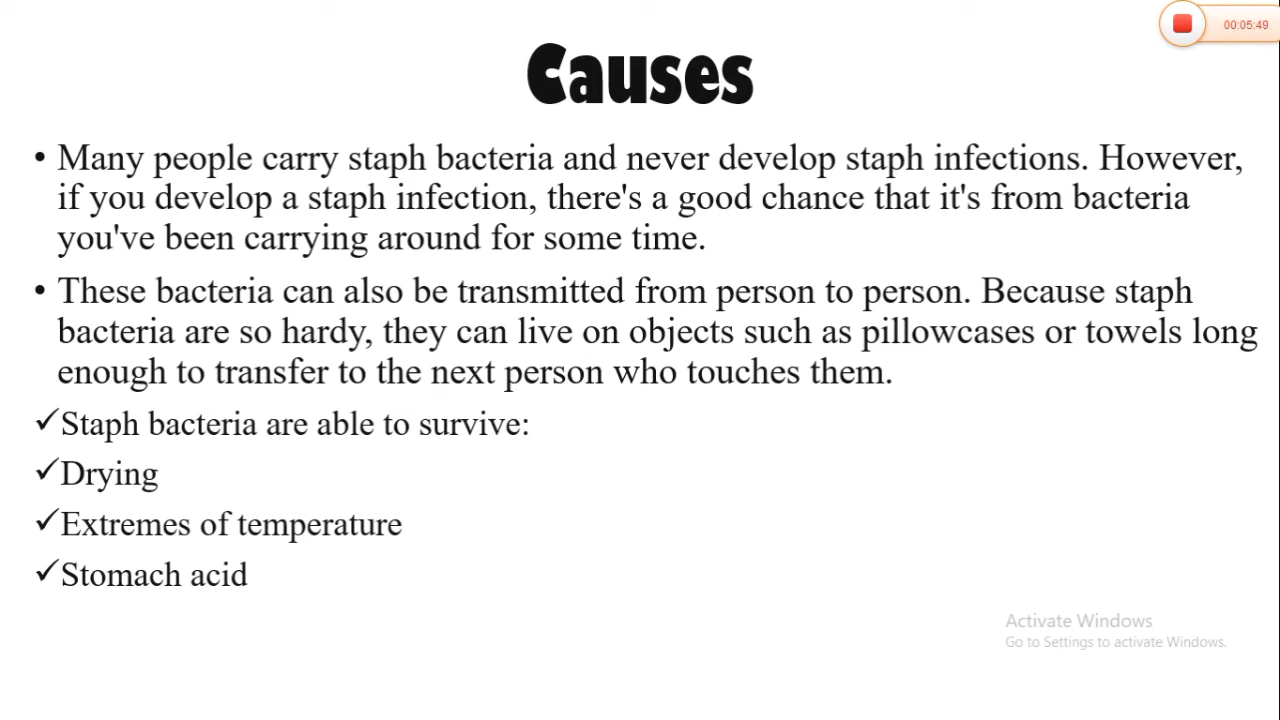 00:05:49
Causes
• Many people carry staph bacteria and never develop staph infections. However,
if you develop a staph infection, there's a good chance that it's from bacteria
you've been carrying around for some time.
• These bacteria can also be transmitted from person to person. Because staph
bacteria are so hardy, they can live on objects such as pillowcases or towels long
enough to transfer to the next person who touches them.
✓Staph bacteria are able to survive:
✓Drying
✓Extremes of temperature
✓Stomach acid
Activate Windows
Go to Settings to activate Windows.